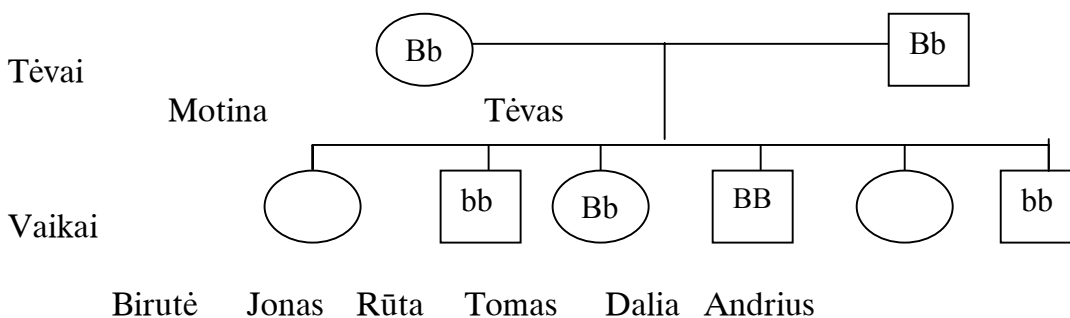 Bb Bb
Tėvai
Motina Tėvas
bb Bb BB bb
Vaikai
Birutė Jonas Rūta Tomas Dalia Andrius